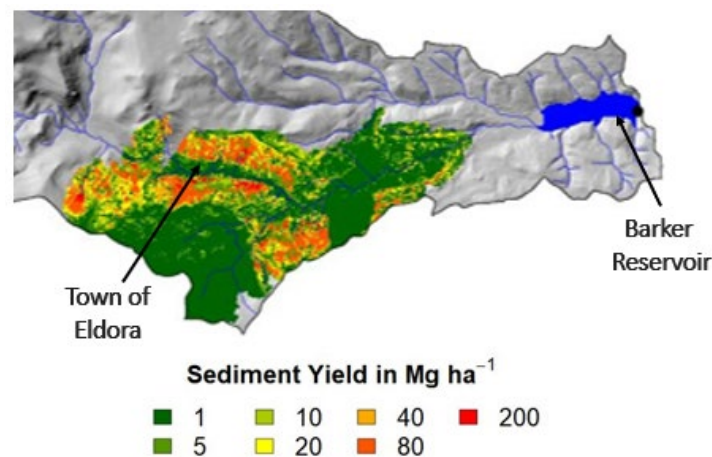 Barker
Reservoir
Town of
Eldora
Sediment Yield in Mg ha⁻¹
1 10 40 200
5 20 80